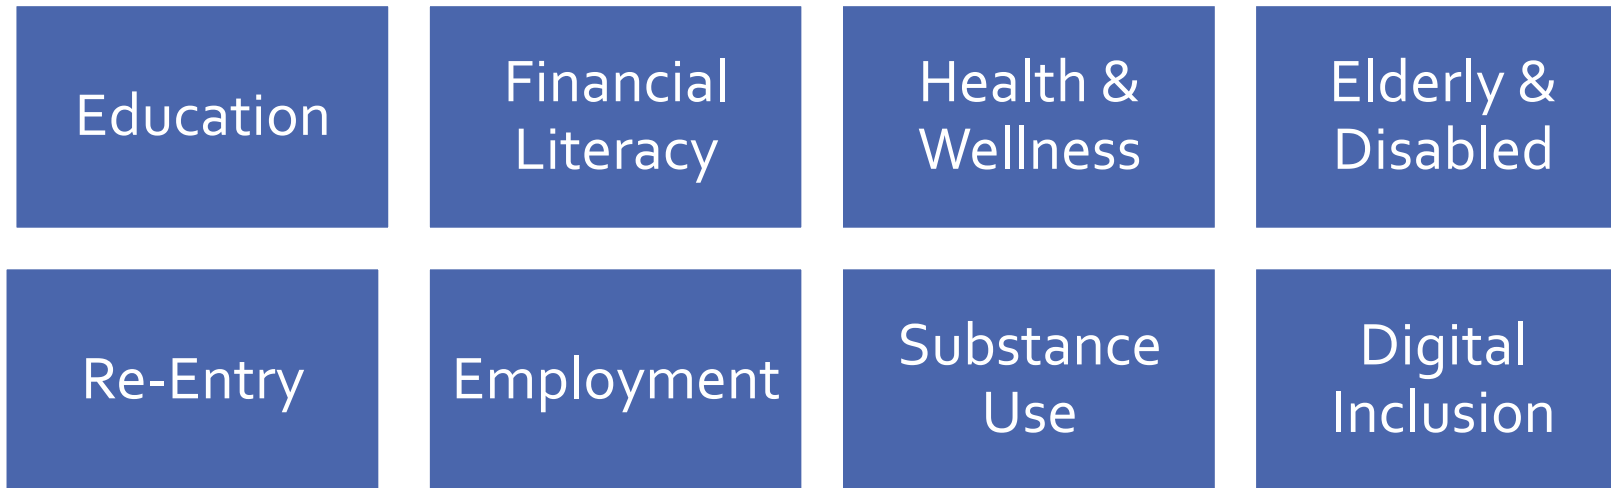 Education
Financial
Literacy
Health &
Wellness
Elderly &
Disabled
Re-Entry
Employment
Substance
Use
Digital
Inclusion